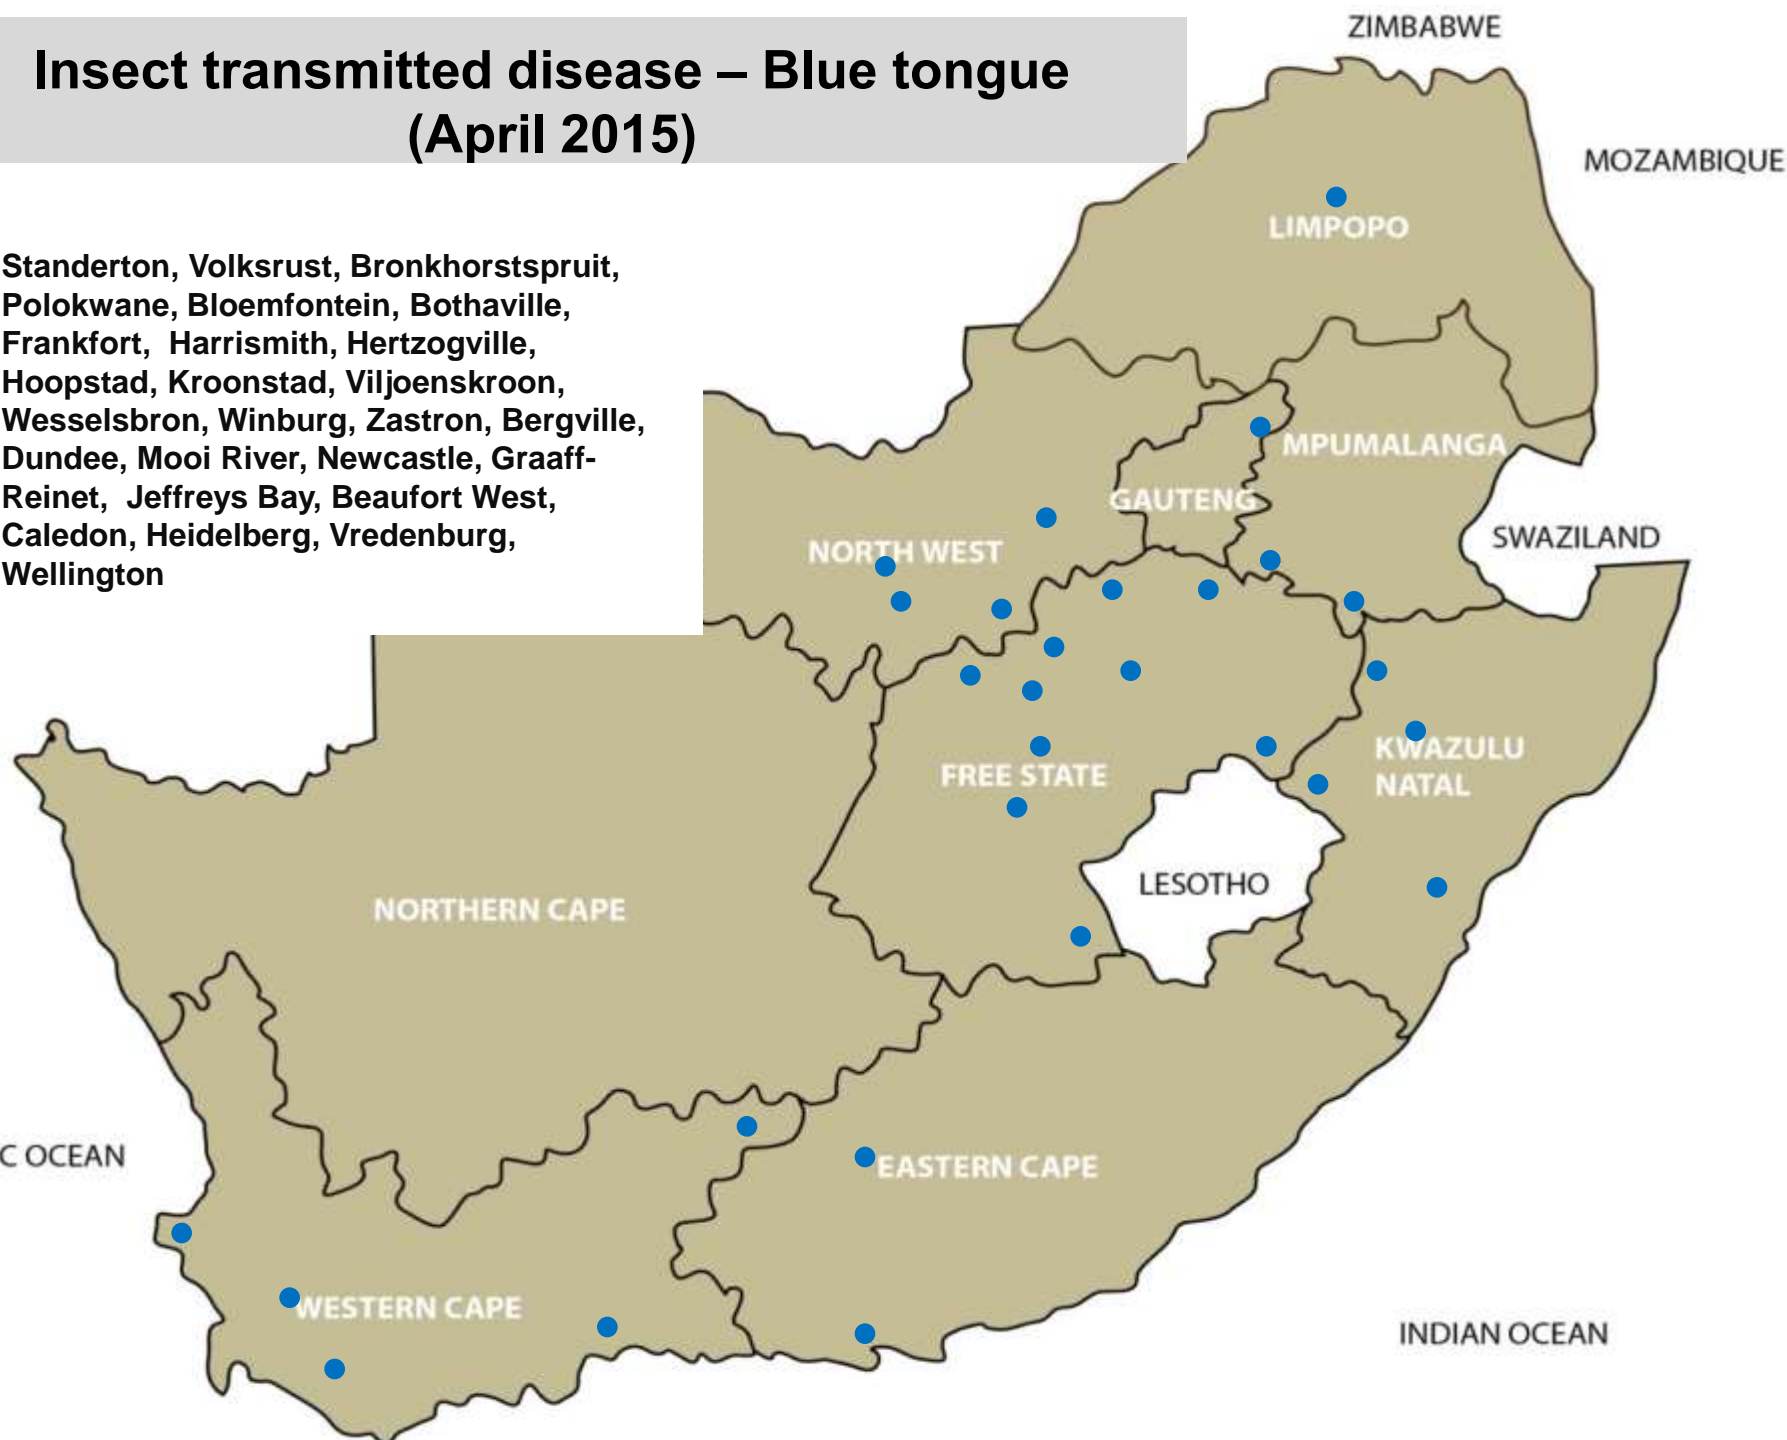 ZIMBABWE
Insect transmitted disease – Blue tongue
(April 2015)
MOZAMBIQUE
LIMPOPO
Standerton, Volksrust, Bronkhorstspruit,
Polokwane, Bloemfontein, Bothaville,
Frankfort, Harrismith, Hertzogville,
Hoopstad, Kroonstad, Viljoenskroon,
Wesselsbron, Winburg, Zastron, Bergville,
Dundee, Mooi River, Newcastle, Graaff-
Reinet, Jeffreys Bay, Beaufort West,
Caledon, Heidelberg, Vredenburg,
Wellington
MPUMALANGA
GAUTENG
SWAZILAND
NORTH WEST
KWAZULU
NATAL
FREE STATE
LESOTHO
NORTHERN CAPE
C OCEAN
EASTERN CAPE
WESTERN CAPE
INDIAN OCEAN